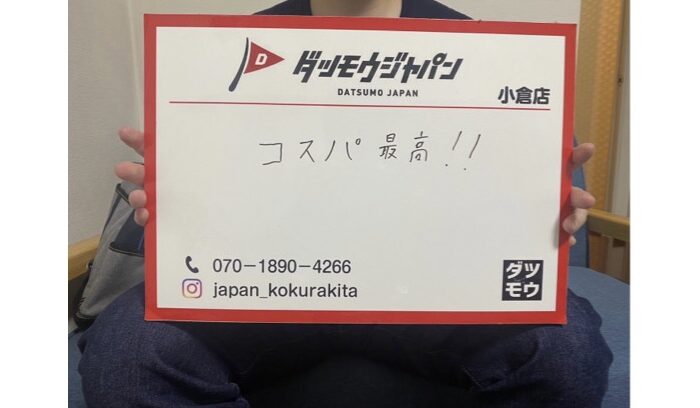 D
ダツモウジャパン
DATSUMO JAPAN
小倉店
コスパ 最高!!
070-1890-4266
japan_kokurakita
ダツ
モウ